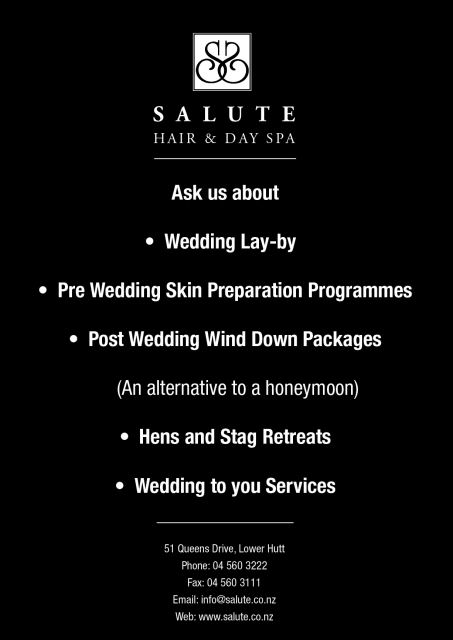 SALUTE
HAIR & DAY SPA
Ask us about
• Wedding Lay-by
• Pre Wedding Skin Preparation Programmes
• Post Wedding Wind Down Packages
(An alternative to a honeymoon)
• Hens and Stag Retreats
• Wedding to you Services
51 Queens Drive, Lower Hutt
Phone: 04 560 3222
Fax: 04 560 3111
Email: info@salute.co.nz
Web: www.salute.co.nz